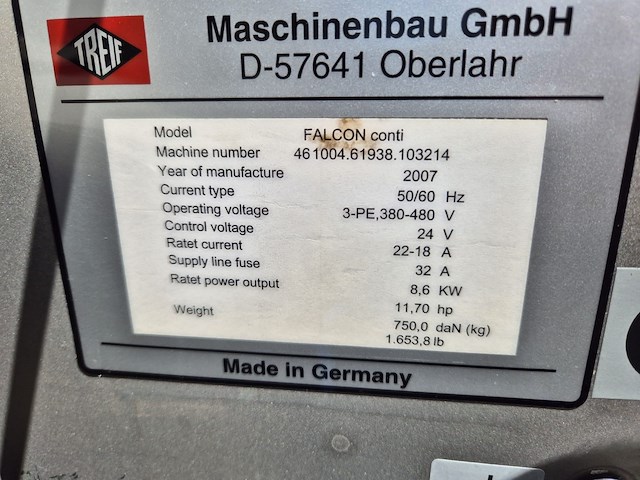 TREIF
Maschinenbau GmbH
D-57641 Oberlahr
Model FALCON conti
Machine number 461004.61938.103214
Year of manufacture 2007
Current type 50/60 Hz
Operating voltage 3-PE,380-480 V
Control voltage 24 V
Ratet current 22-18 A
Supply line fuse 32 A
Ratet power output 8,6 KW
11,70 hp
Weight 750,0 daN (kg)
1.653,8 lb
Made in Germany